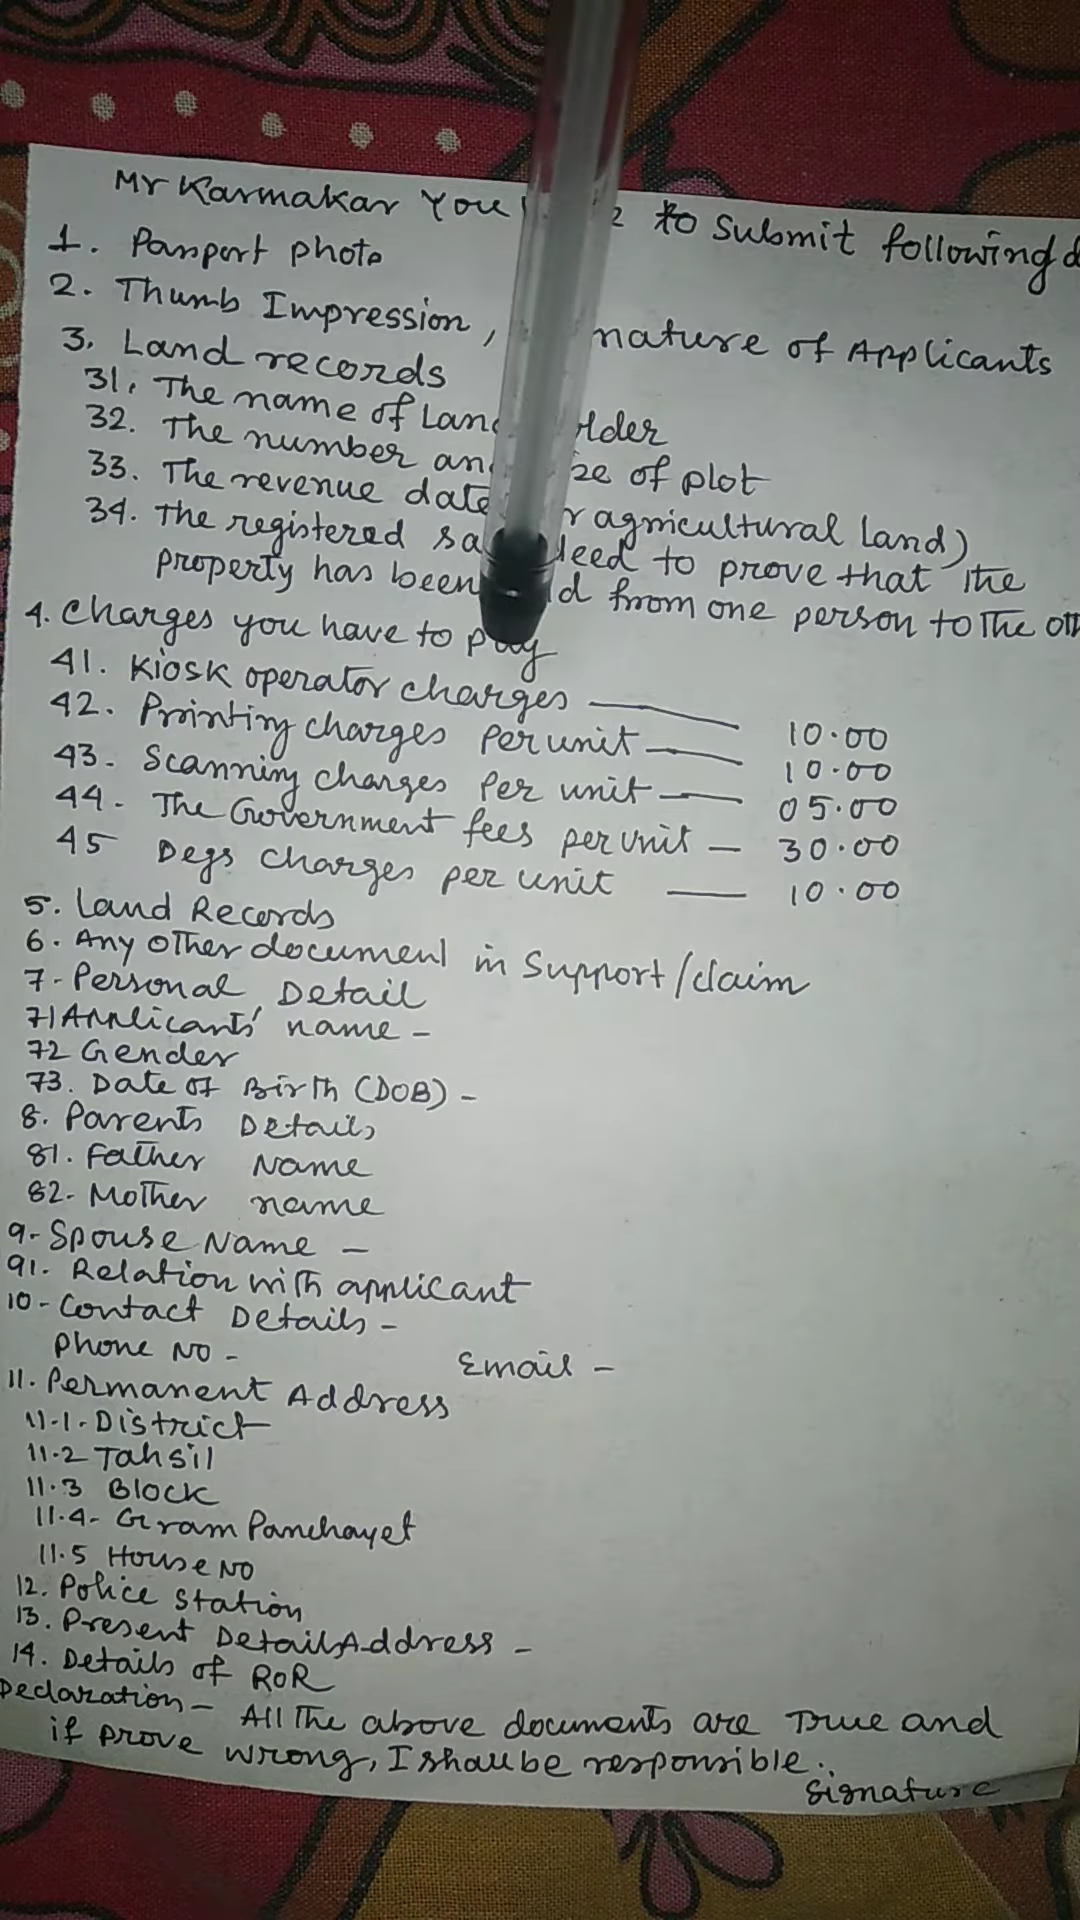 Mr Karmakar You to submit following
1. Passport photo
2. Thumb Impression, nature of Applicants
3. Land records
31. The name of Land older
32. The number an ze of plot
33. The revenue date r agricultural land)
34. The registered sa deed to prove that the
property has been ld from one person to The oth
4. Charges you have to pay
41. Kiosk operator charges — 10.00
42. Printing charges per unit — 10.00
43. Scanning charges per unit — 05.00
44. The Government fees per unit — 30.00
45 Degs charges per unit — 10.00
5. Land Records
6. Any other document in support/claim
7. Personal Detail
71 Applicants' name -
72 Gender
73. Date of Birth (DOB) -
8. Parents Details
81. Father Name
82. Mother name
9. Spouse Name -
91. Relation with applicant
10. Contact Details -
Phone No - Email -
11. Permanent Address
11.1. District
11.2 Tahsil
11.3 Block
11.4. Gram Panchayet
11.5 House No
12. Police Station
13. Present Details Address -
14. Details of RoR
Declaration - All The above documents are True and
if prove wrong, I shall be responsible.
Signature